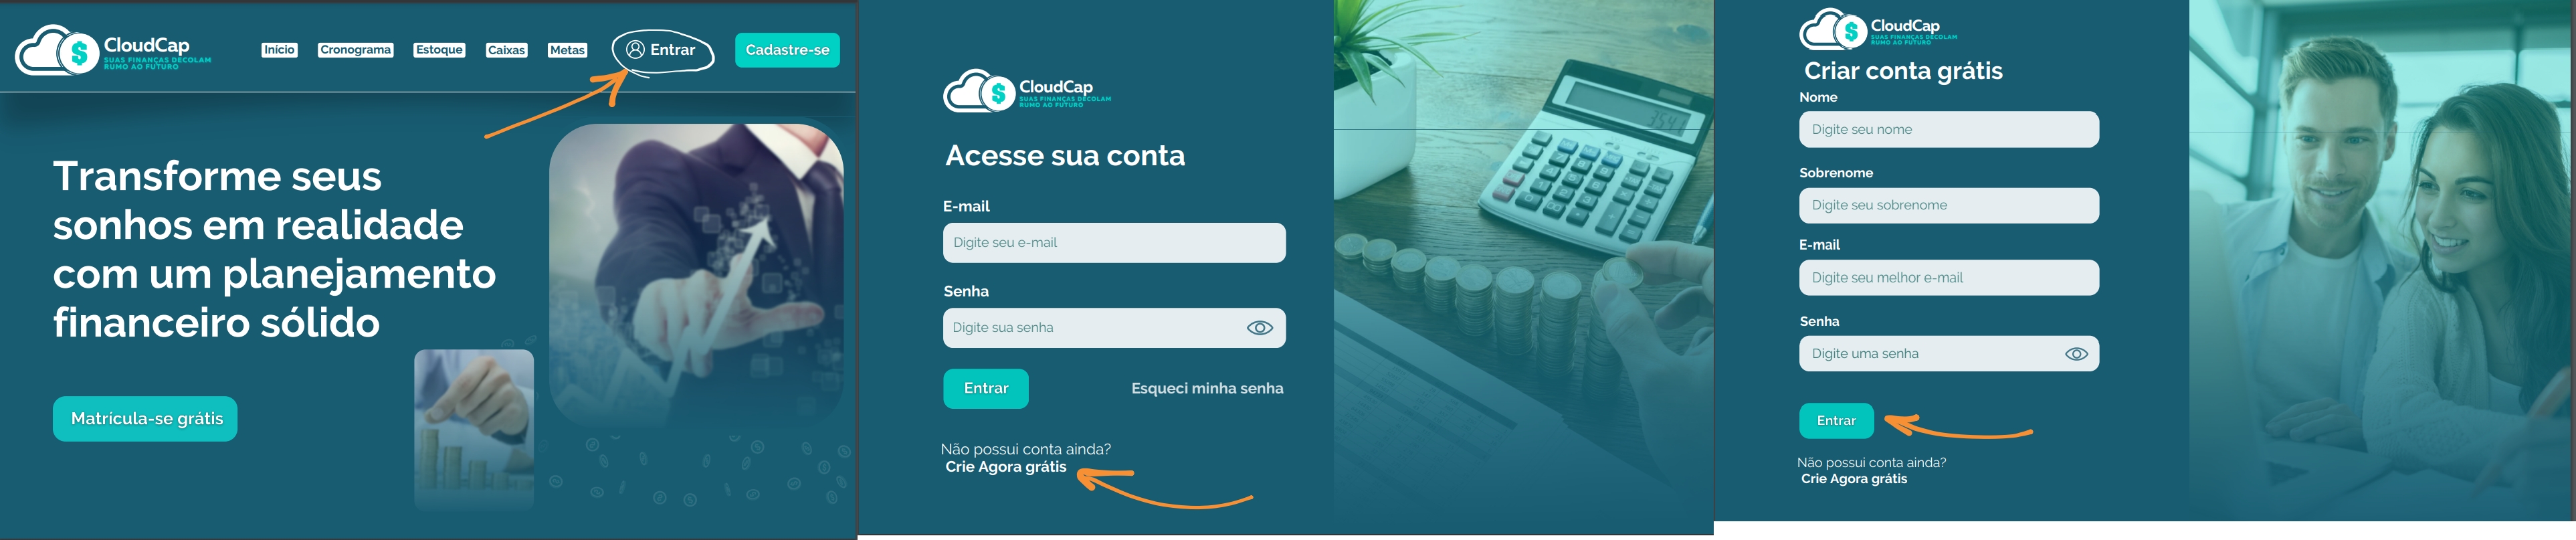 CloudCap
SUAS FINANÇAS DECOLAM
RUMO AO FUTURO
Início
Cronograma
Estoque
Caixas
Metas
Entrar
Cadastre-se
Transforme seus
sonhos em realidade
com um planejamento
financeiro sólido
Matrícula-se grátis
CloudCap
SUAS FINANÇAS DECOLAM
RUMO AO FUTURO
Acesse sua conta
E-mail
Digite seu e-mail
Senha
Digite sua senha
Entrar
Esqueci minha senha
Não possui conta ainda?
Crie Agora grátis
CloudCap
SUAS FINANÇAS DECOLAM
RUMO AO FUTURO
Criar conta grátis
Nome
Digite seu nome
Sobrenome
Digite seu sobrenome
E-mail
Digite seu melhor e-mail
Senha
Digite uma senha
Entrar
Não possui conta ainda?
Crie Agora grátis